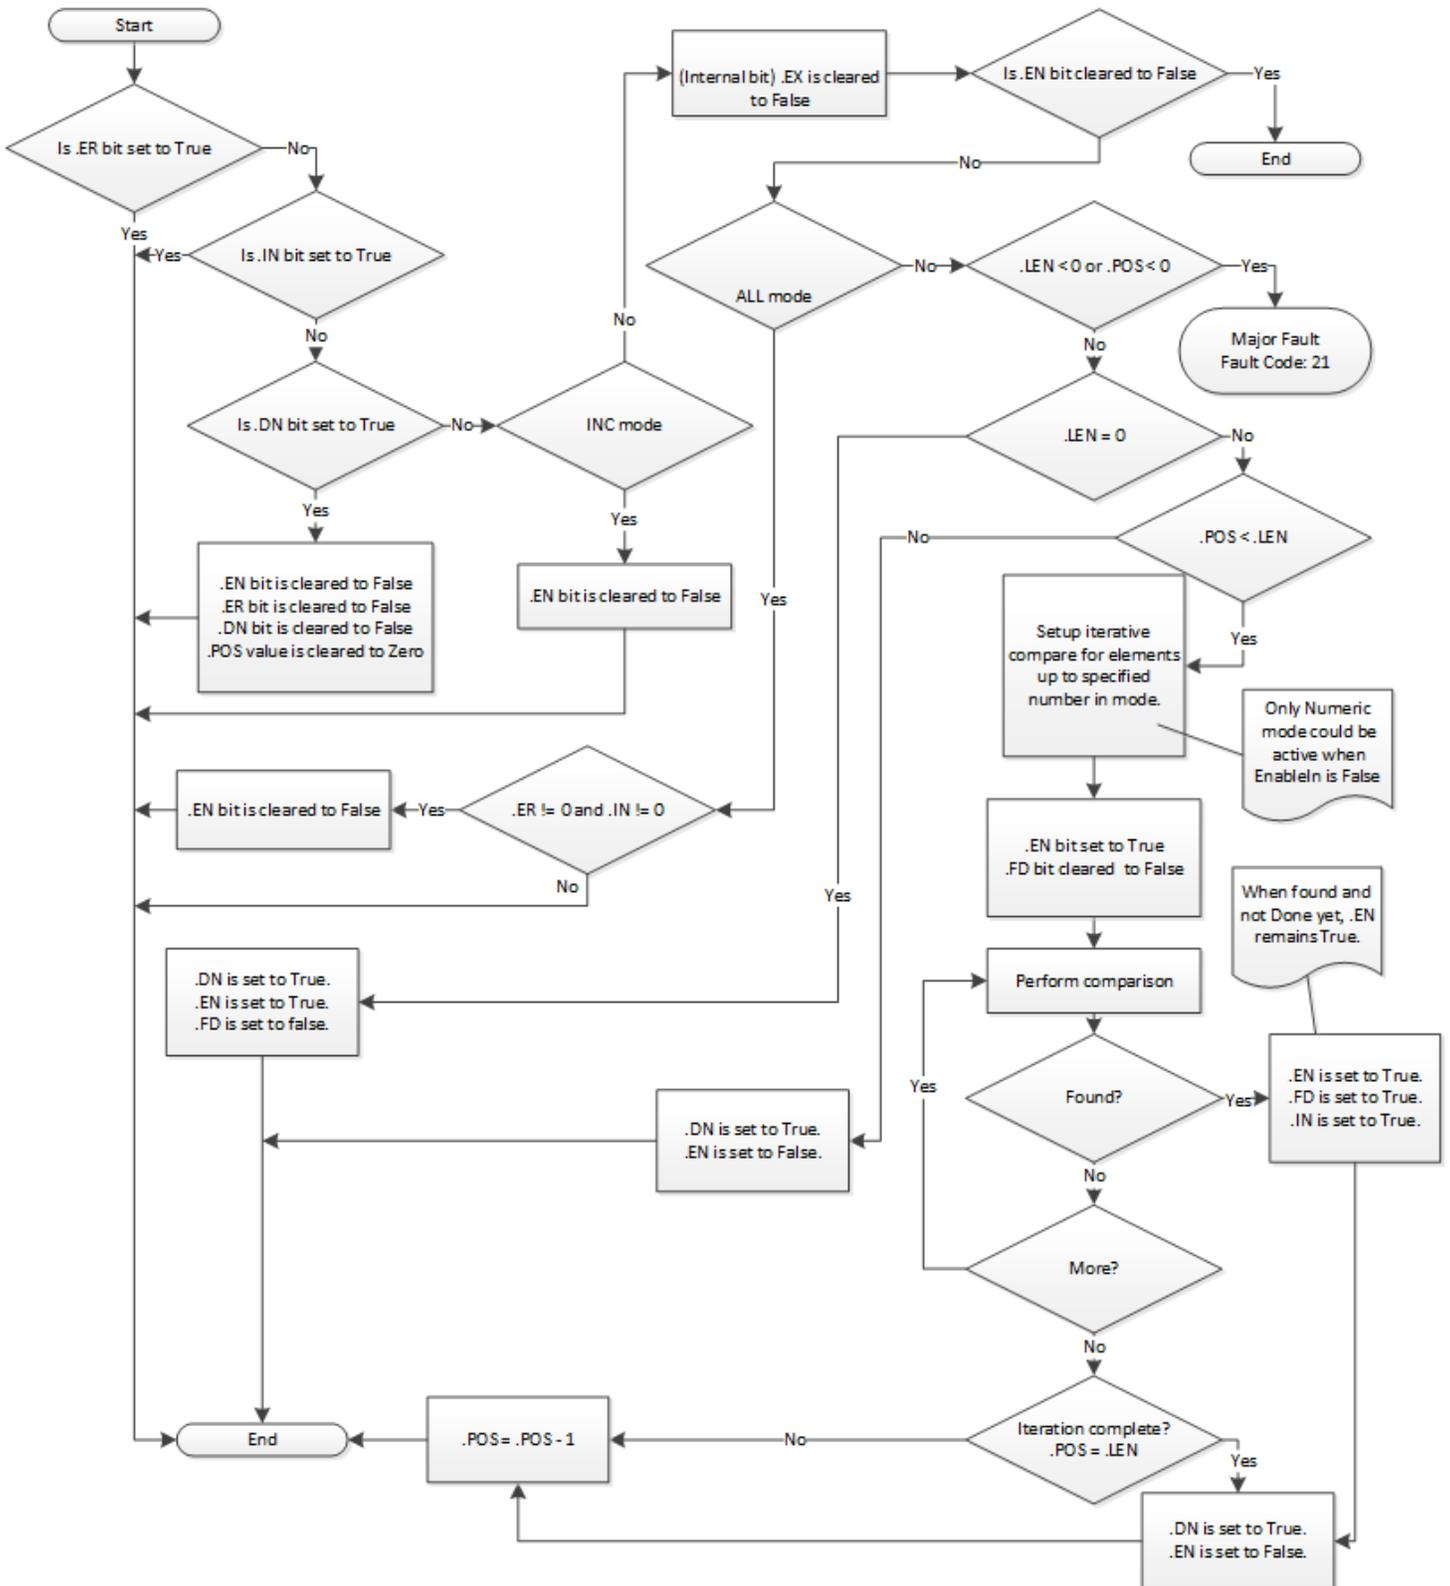 Start
Is .ER bit set to True
No
Yes
Is .IN bit set to True
Yes
No
Is .DN bit set to True
No
Yes
.EN bit is cleared to False
.ER bit is cleared to False
.DN bit is cleared to False
.POS value is cleared to Zero
INC mode
No
Yes
.EN bit is cleared to False
(Internal bit) .EX is cleared
to False
Is .EN bit cleared to False
Yes
End
No
ALL mode
No
Yes
.ER != 0 and .IN != 0
Yes
.EN bit is cleared to False
No
.LEN < 0 or .POS < 0
Yes
Major Fault
Fault Code: 21
No
.LEN = 0
No
Yes
.DN is set to True.
.EN is set to True.
.FD is set to false.
.POS < .LEN
No
.DN is set to True.
.EN is set to False.
Yes
Setup iterative
compare for elements
up to specified
number in mode.
Only Numeric
mode could be
active when
EnableIn is False
.EN bit set to True
.FD bit cleared to False
When found and
not Done yet, .EN
remains True.
Perform comparison
Found?
Yes
.EN is set to True.
.FD is set to True.
.IN is set to True.
No
More?
Yes
No
Iteration complete?
.POS = .LEN
No
Yes
.DN is set to True.
.EN is set to False.
.POS = .POS - 1
End